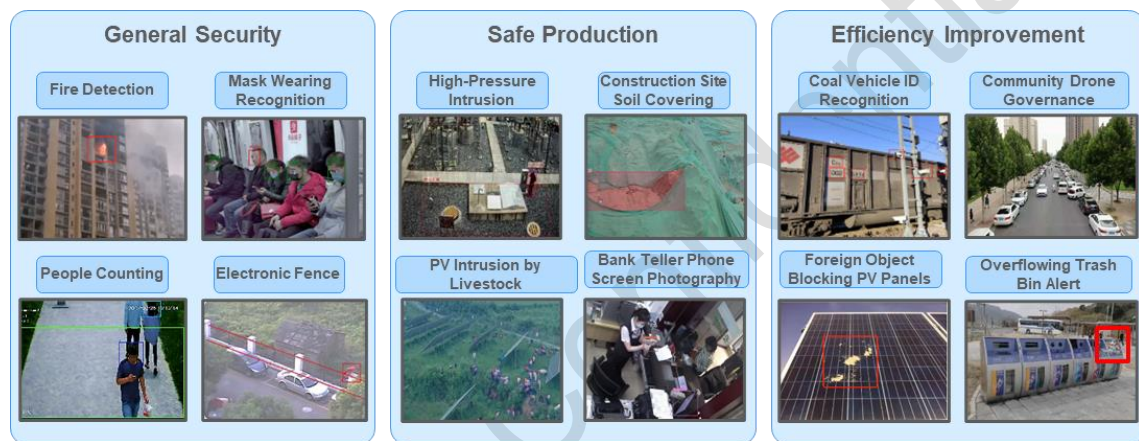 General Security
Fire Detection
Mask Wearing
Recognition
People Counting
Electronic Fence
Safe Production
High-Pressure
Intrusion
Construction Site
Soil Covering
PV Intrusion by
Livestock
Bank Teller Phone
Screen Photography
Efficiency Improvement
Coal Vehicle ID
Recognition
Community Drone
Governance
Foreign Object
Blocking PV Panels
Overflowing Trash
Bin Alert